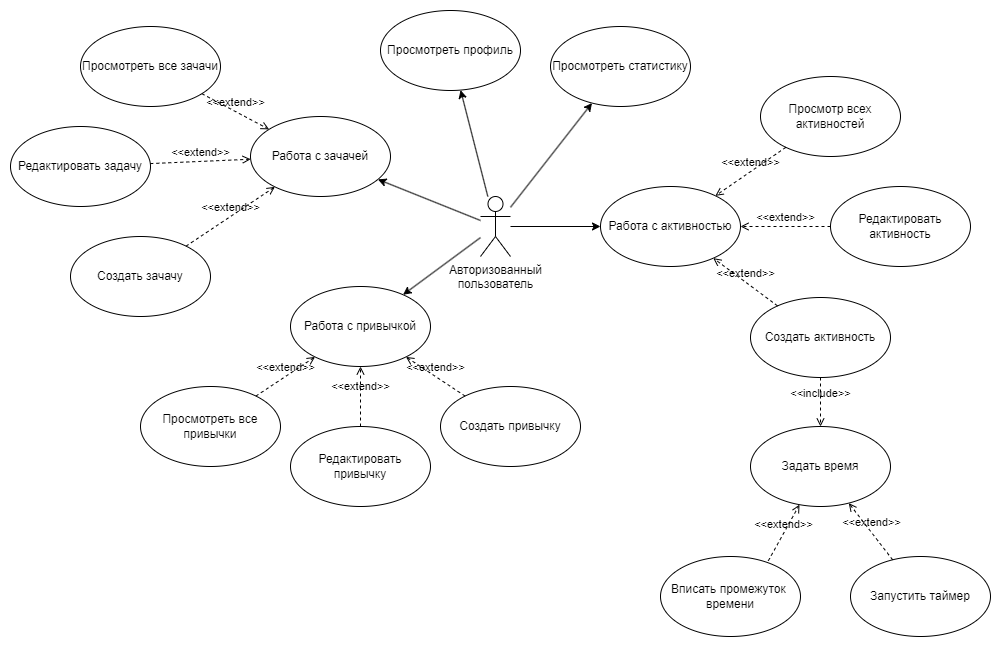 Просмотреть профиль
Просмотреть все зачачи
Просмотреть статистику
<<extend>>
Просмотр всех
активностей
Редактировать задачу
<<extend>>
Работа с зачачей
<<extend>>
<<extend>>
Работа с активностью
<<extend>>
Редактировать
активность
Создать зачачу
Авторизованный
пользователь
<<extend>>
Работа с привычкой
Создать активность
<<extend>>
<<extend>>
<<extend>>
<<include>>
Просмотреть все
привычки
Создать привычку
Редактировать
привычку
Задать время
<<extend>>
<<extend>>
Вписать промежуток
времени
Запустить таймер